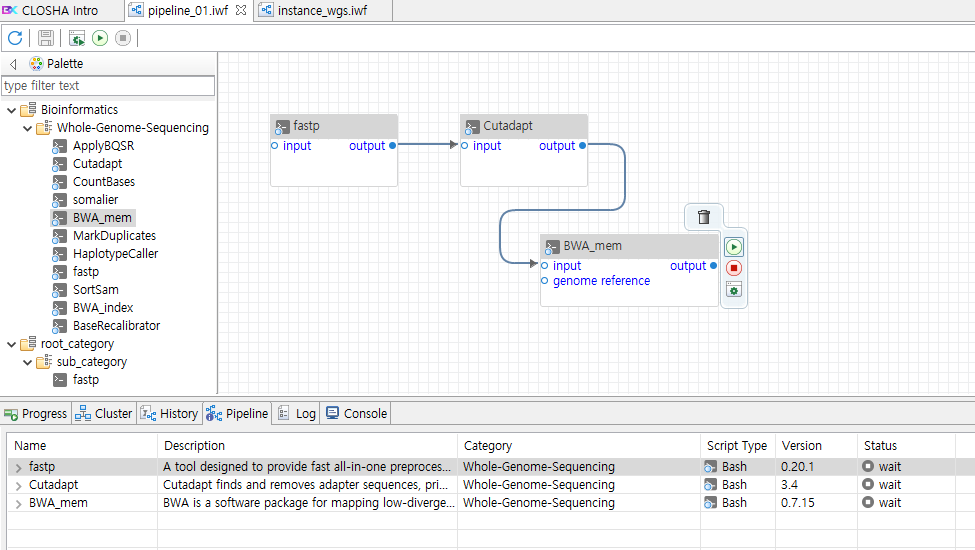 CLOSHA Intro pipeline_01.iwf instance_wgs.iwf
Palette
type filter text
Bioinformatics
Whole-Genome-Sequencing
ApplyBQSR
Cutadapt
CountBases
somalier
BWA_mem
MarkDuplicates
HaplotypeCaller
fastp
SortSam
BWA_index
BaseRecalibrator
root_category
sub_category
fastp
fastp
input output
Cutadapt
input output
BWA_mem
input output
genome reference
Progress Cluster History Pipeline Log Console
Name Description Category Script Type Version Status
fastp A tool designed to provide fast all-in-one preproces... Whole-Genome-Sequencing Bash 0.20.1 wait
Cutadapt Cutadapt finds and removes adapter sequences, pri... Whole-Genome-Sequencing Bash 3.4 wait
BWA_mem BWA is a software package for mapping low-diverge... Whole-Genome-Sequencing Bash 0.7.15 wait